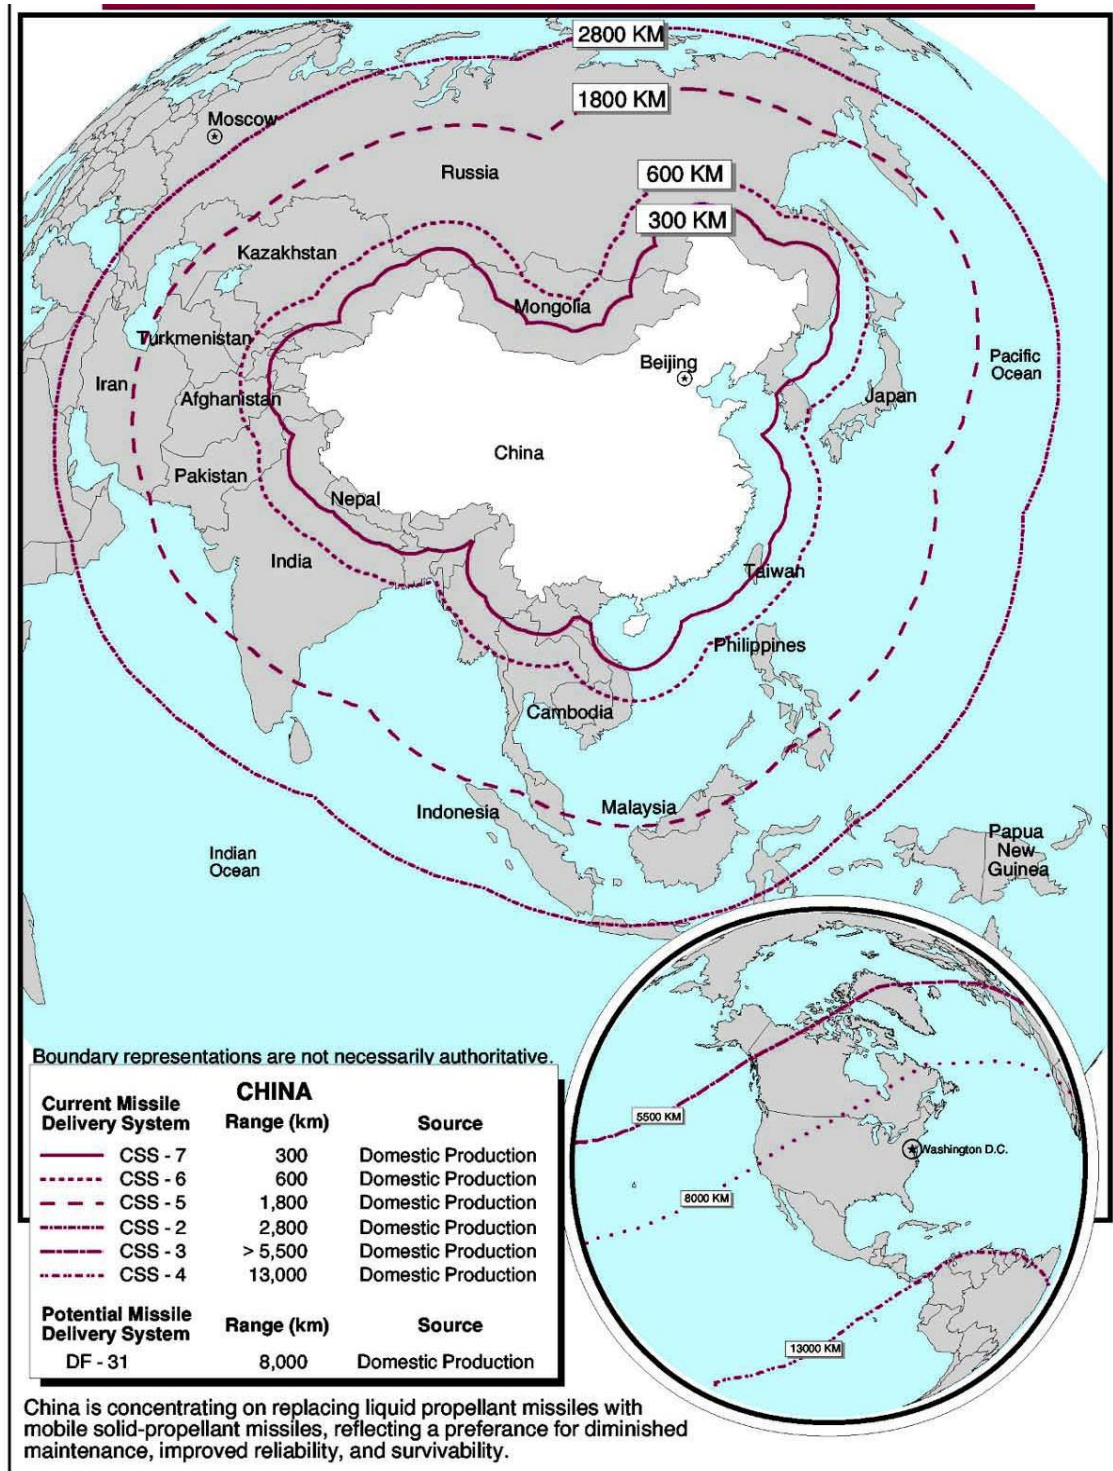 2800 KM
1800 KM
Moscow
Russia
600 KM
300 KM
Kazakhstan
Mongolia
Turkmenistan
Beijing
Pacific
Ocean
Iran
Afghanistan
Japan
China
Pakistan
Nepal
India
Taiwan
Philippines
Cambodia
Indonesia
Malaysia
Indian
Ocean
Papua
New
Guinea
5500 KM
Washington D.C.
8000 KM
13000 KM
Boundary representations are not necessarily authoritative.
CHINA
Current Missile
Delivery System Range (km) Source
CSS - 7 300 Domestic Production
CSS - 6 600 Domestic Production
CSS - 5 1,800 Domestic Production
CSS - 2 2,800 Domestic Production
CSS - 3 > 5,500 Domestic Production
CSS - 4 13,000 Domestic Production
Potential Missile
Delivery System Range (km) Source
DF - 31 8,000 Domestic Production
China is concentrating on replacing liquid propellant missiles with
mobile solid-propellant missiles, reflecting a preferance for diminished
maintenance, improved reliability, and survivability.